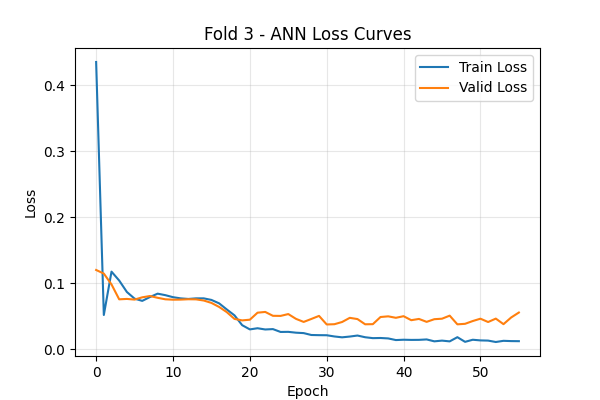 Fold 3 - ANN Loss Curves
Train Loss
Valid Loss
Loss
0.4
0.3
0.2
0.1
0.0
0 10 20 30 40 50
Epoch